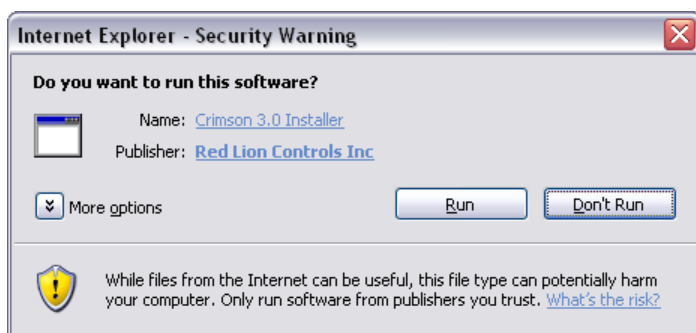 Internet Explorer - Security Warning
Do you want to run this software?
Name: Crimson 3.0 Installer
Publisher: Red Lion Controls Inc
More options
Run
Don't Run
While files from the Internet can be useful, this file type can potentially harm
your computer. Only run software from publishers you trust. What's the risk?